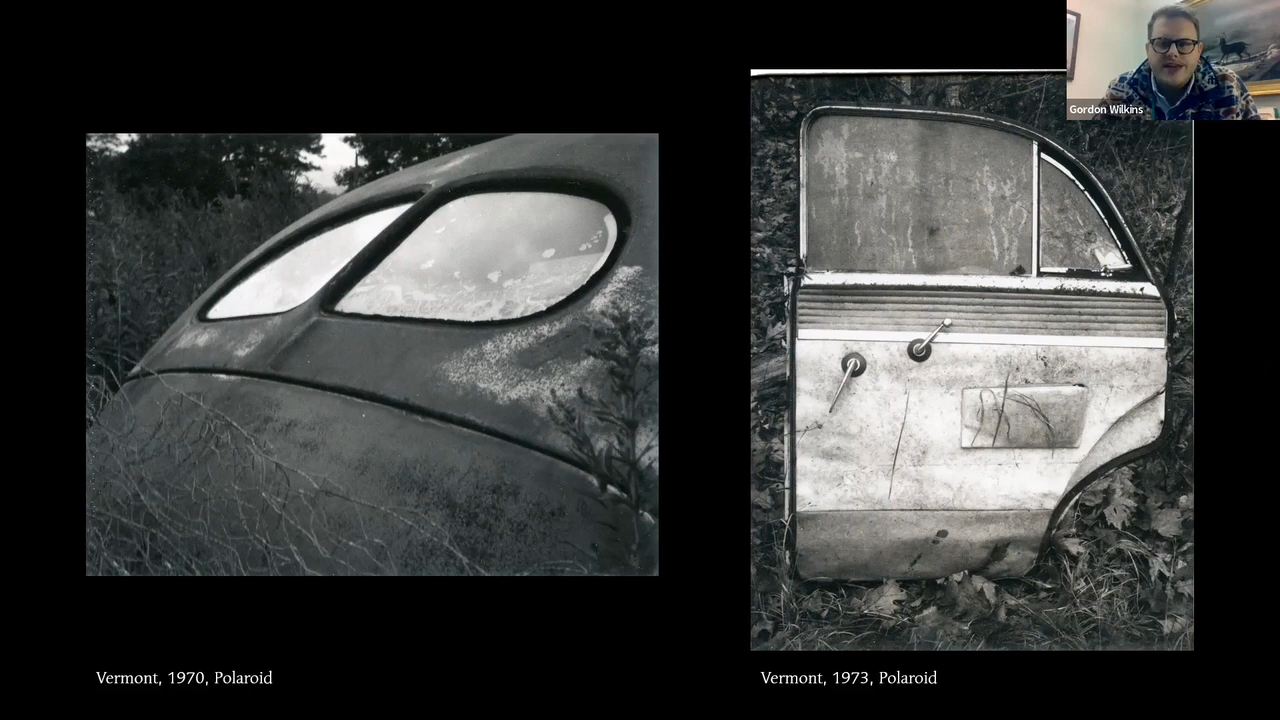 Gordon Wilkins
Vermont, 1970, Polaroid
Vermont, 1973, Polaroid